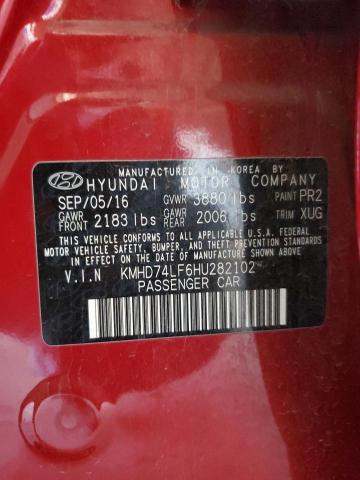 MANUFACTURED IN KOREA BY
HYUNDAI MOTOR COMPANY
SEP/05/16 GVWR 3880 lbs PAINT PR2
GAWR FRONT 2183 lbs GAWR REAR 2006 lbs TRIM XUG
THIS VEHICLE CONFORMS TO ALL APPLICABLE U.S.A. FEDERAL
MOTOR VEHICLE SAFETY, BUMPER, AND THEFT PREVENTION STANDARDS
IN EFFECT ON THE DATE OF MANUFACTURE SHOWN ABOVE.
V.I.N KMHD74LF6HU282102
PASSENGER CAR